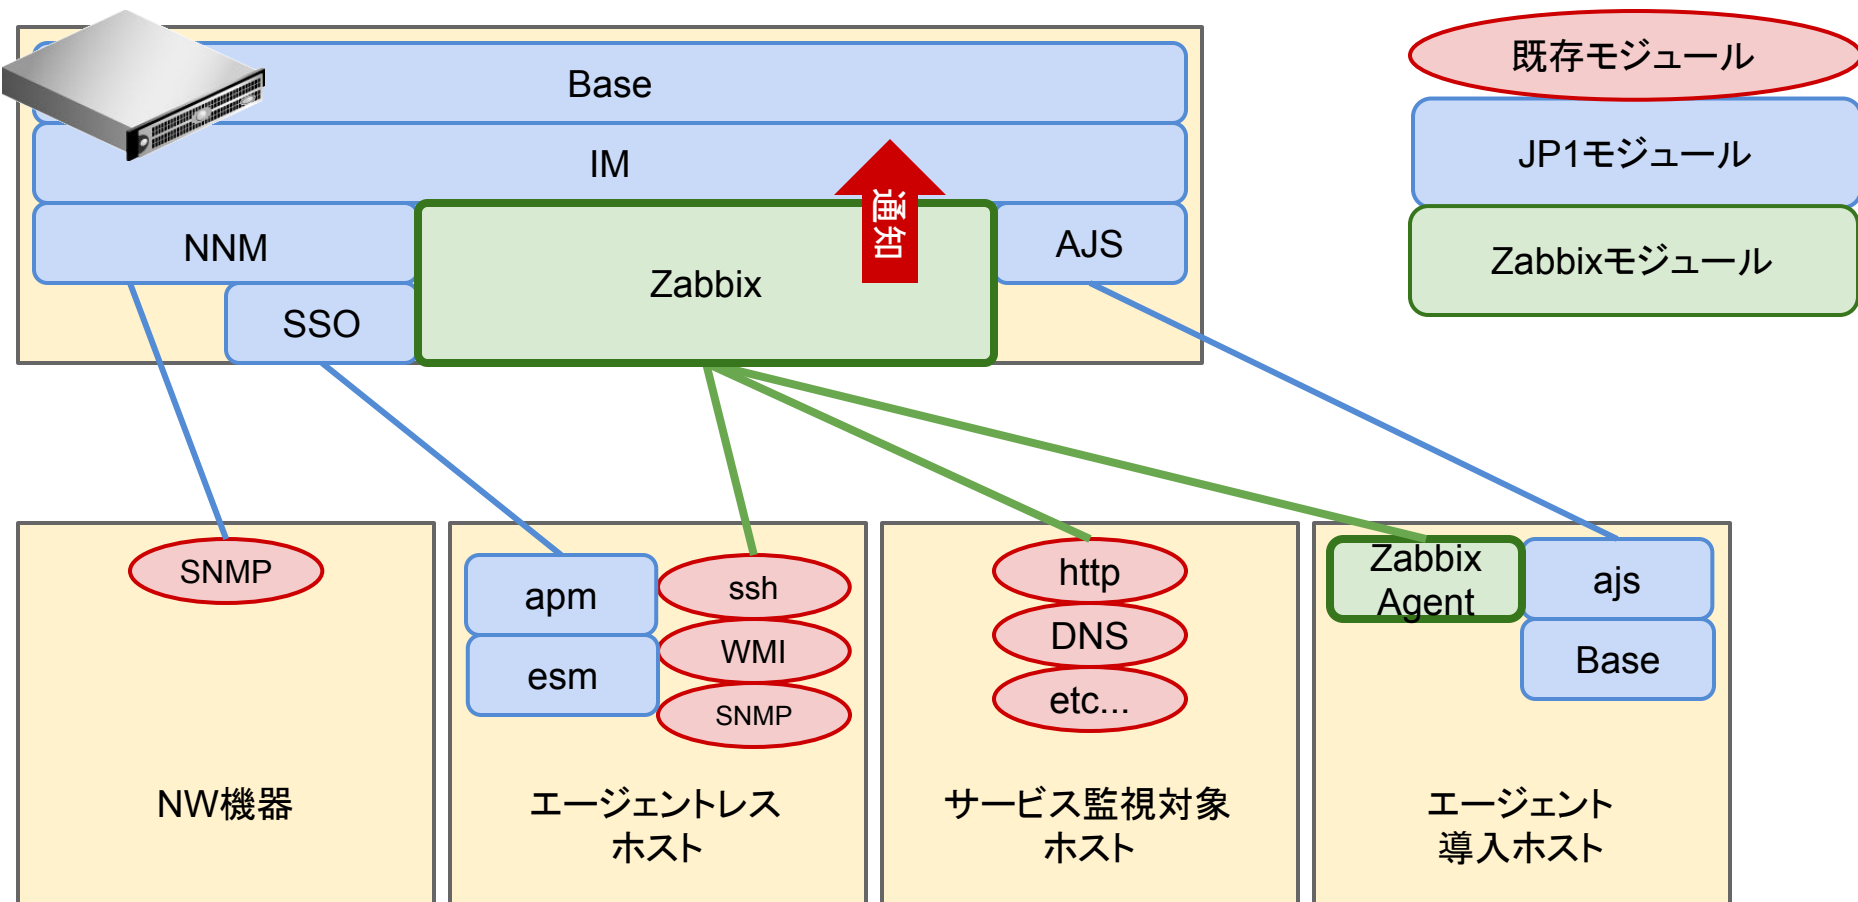 Base
IM
通知
NNM
Zabbix
AJS
SSO
既存モジュール
JP1モジュール
Zabbixモジュール
SNMP
NW機器
apm
esm
ssh
WMI
SNMP
エージェントレス
ホスト
http
DNS
etc...
サービス監視対象
ホスト
Zabbix
Agent
ajs
Base
エージェント
導入ホスト